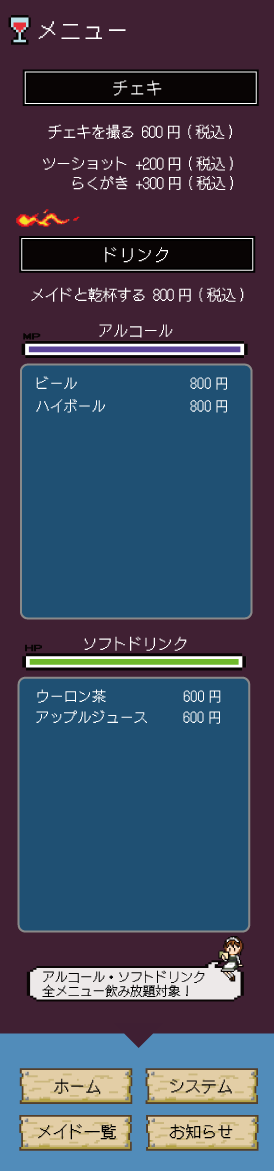 メニュー
チェキ
チェキを撮る 600円(税込)
ツーショット +200円(税込)
らくがき +300円(税込)
ドリンク
メイドと乾杯する 800円(税込)
アルコール
MP
ビール 800円
ハイボール 800円
ソフトドリンク
HP
ウーロン茶 600円
アップルジュース 600円
アルコール・ソフトドリンク
全メニュー飲み放題対象!
ホーム
システム
メイド一覧
お知らせ